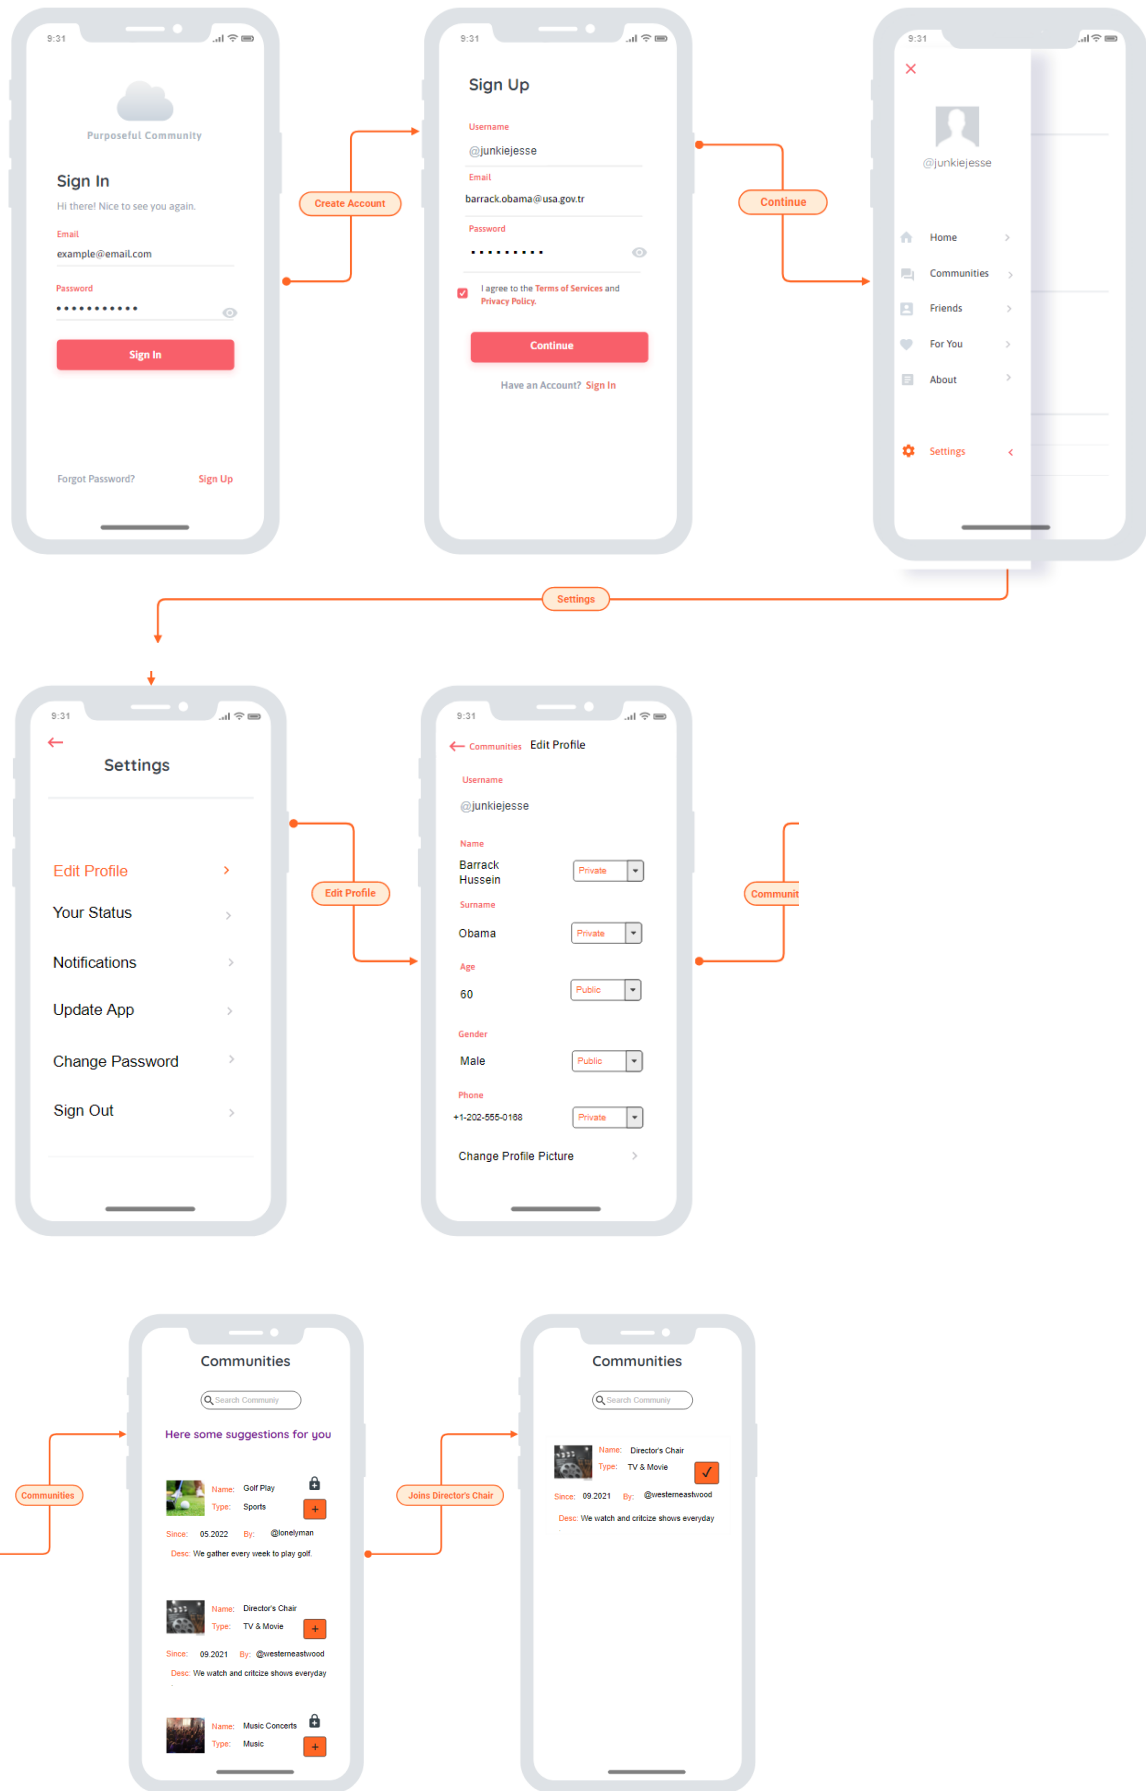 9:31
Purposeful Community
Sign In
Hi there! Nice to see you again.
Email
example@email.com
Password
Sign In
Forgot Password? Sign Up
Create Account
9:31
Sign Up
Username
@junkiejesse
Email
barrack.obama@usa.gov.tr
Password
I agree to the Terms of Services and
Privacy Policy.
Continue
Have an Account? Sign In
Continue
9:31
@junkiejesse
Home
Communities
Friends
For You
About
Settings
Settings
9:31
Settings
Edit Profile
Your Status
Notifications
Update App
Change Password
Sign Out
Edit Profile
9:31
Communities Edit Profile
Username
@junkiejesse
Name
Barrack
Hussein
Private
Surname
Obama Private
Age
60 Public
Gender
Male Public
Phone
+1-202-555-0168 Private
Change Profile Picture
Communit
Communities
Communities
Search Communiy
Here some suggestions for you
Name: Golf Play
Type: Sports
Since: 05.2022 By: @lonelyman
Desc: We gather every week to play golf.
Name: Director's Chair
Type: TV & Movie
Since: 09.2021 By: @westerneastwood
Desc: We watch and critcize shows everyday
.
Name: Music Concerts
Type: Music
Joins Director's Chair
Communities
Search Communiy
Name: Director's Chair
Type: TV & Movie
Since: 09.2021 By: @westerneastwood
Desc: We watch and critcize shows everyday
.